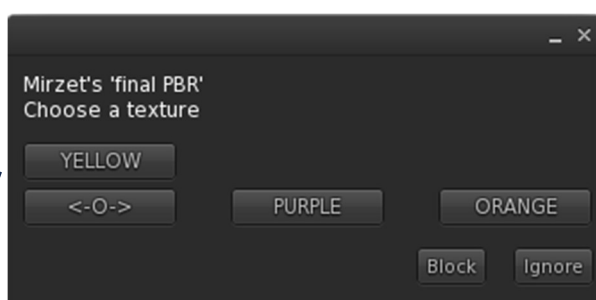 Mirzet's 'final PBR'
Choose a texture
YELLOW
<-O-> PURPLE ORANGE
Block Ignore